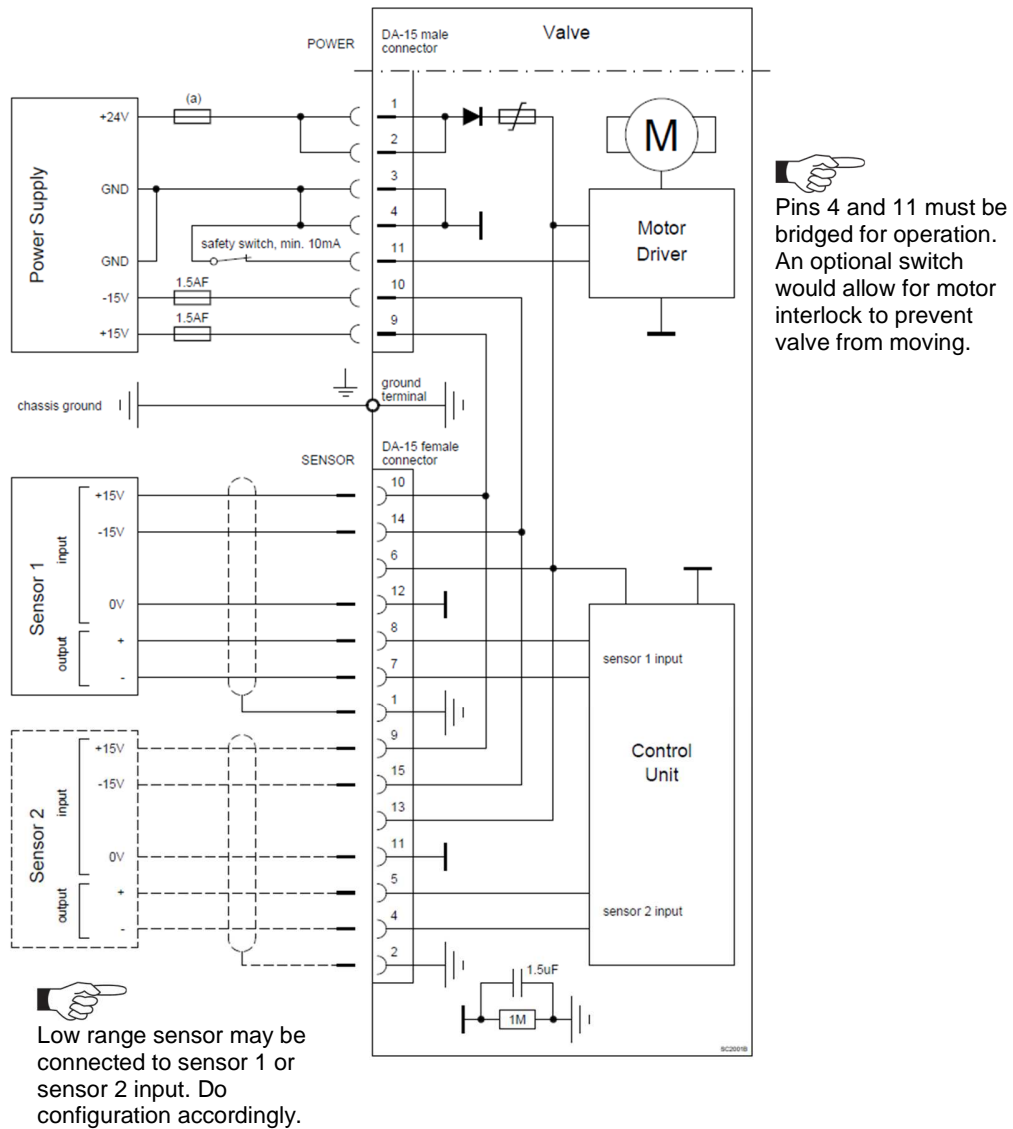 Valve
POWER
DA-15 male
connector
Power Supply
+24V
(a)
1
2
GND
3
4
safety switch, min. 10mA
GND
11
-15V
1.5AF
10
+15V
1.5AF
9
M
Motor
Driver
Pins 4 and 11 must be
bridged for operation.
An optional switch
would allow for motor
interlock to prevent
valve from moving.
chassis ground
ground
terminal
SENSOR
DA-15 female
connector
Sensor 1
input
+15V
10
-15V
14
6
0V
12
output
+
8
-
7
1
sensor 1 input
Control
Unit
Sensor 2
input
+15V
9
-15V
15
13
0V
11
output
+
5
-
4
2
sensor 2 input
1.5uF
1M
SC2001B
Low range sensor may be
connected to sensor 1 or
sensor 2 input. Do
configuration accordingly.